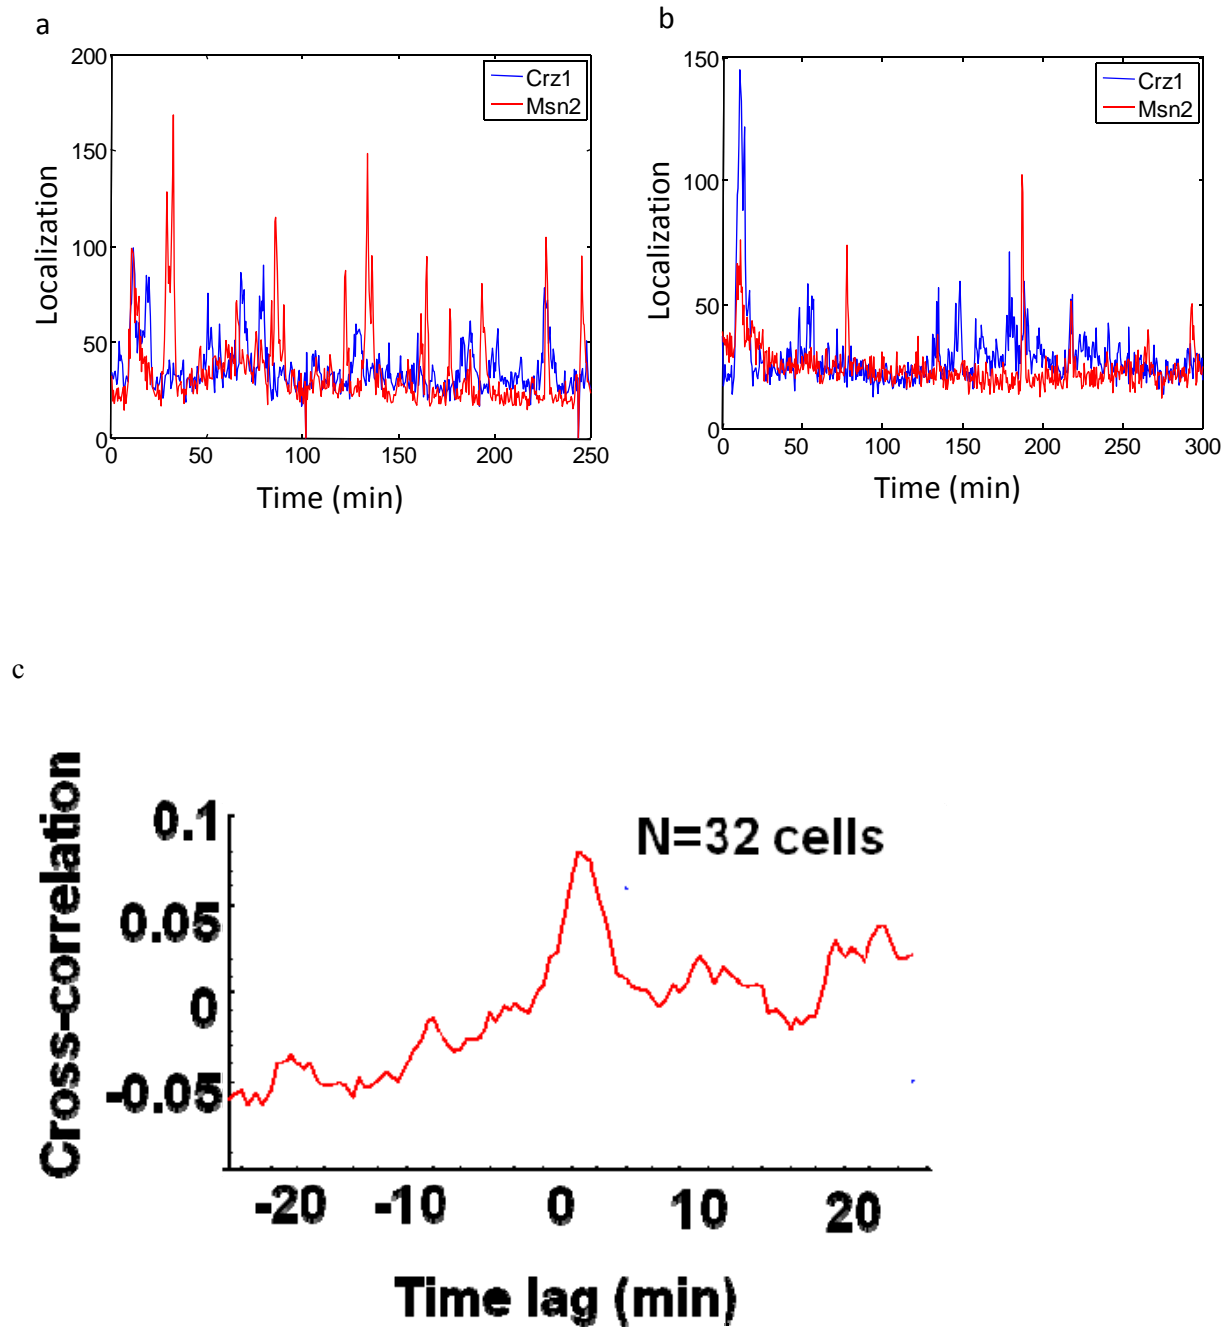 a
200
150
100
50
0
Localization
Crz1
Msn2
0 50 100 150 200 250
Time (min)
b
150
100
50
0
Localization
Crz1
Msn2
0 50 100 150 200 250 300
Time (min)
c
0.1
0.05
0
-0.05
Cross-correlation
N=32 cells
-20 -10 0 10 20
Time lag (min)